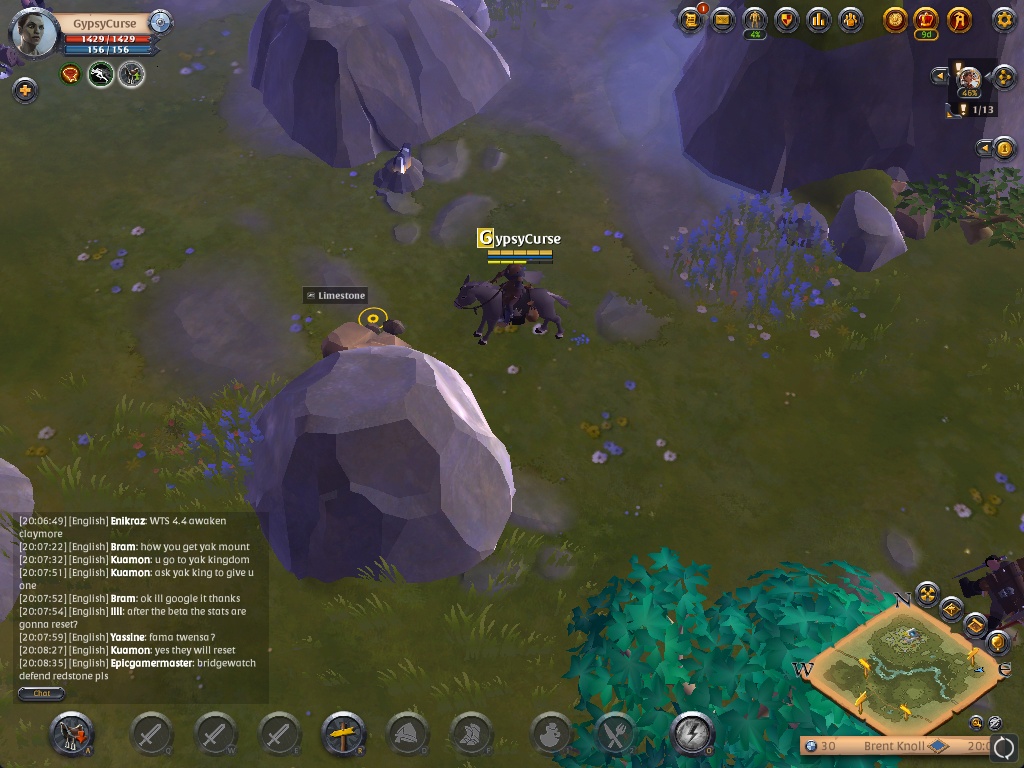 GypsyCurse
1429 / 1429
156 / 156
1
4%
9d
46%
1/13
GypsyCurse
Limestone
[20:06:49] [English] Enikraz: WTS 4.4 awaken
claymore
[20:07:22] [English] Bram: how you get yak mount
[20:07:32] [English] Kuamon: u go to yak kingdom
[20:07:51] [English] Kuamon: ask yak king to give u
one
[20:07:52] [English] Bram: ok ill google it thanks
[20:07:54] [English] Illi: after the beta the stats are
gonna reset?
[20:07:59] [English] Yassine: fama twensa?
[20:08:27] [English] Kuamon: yes they will reset
[20:08:35] [English] Epicgamermaster: bridgewatch
defend redstone pls
Chat
N
W
E
A
Q
W
E
R
D
F
30
Brent Knoll